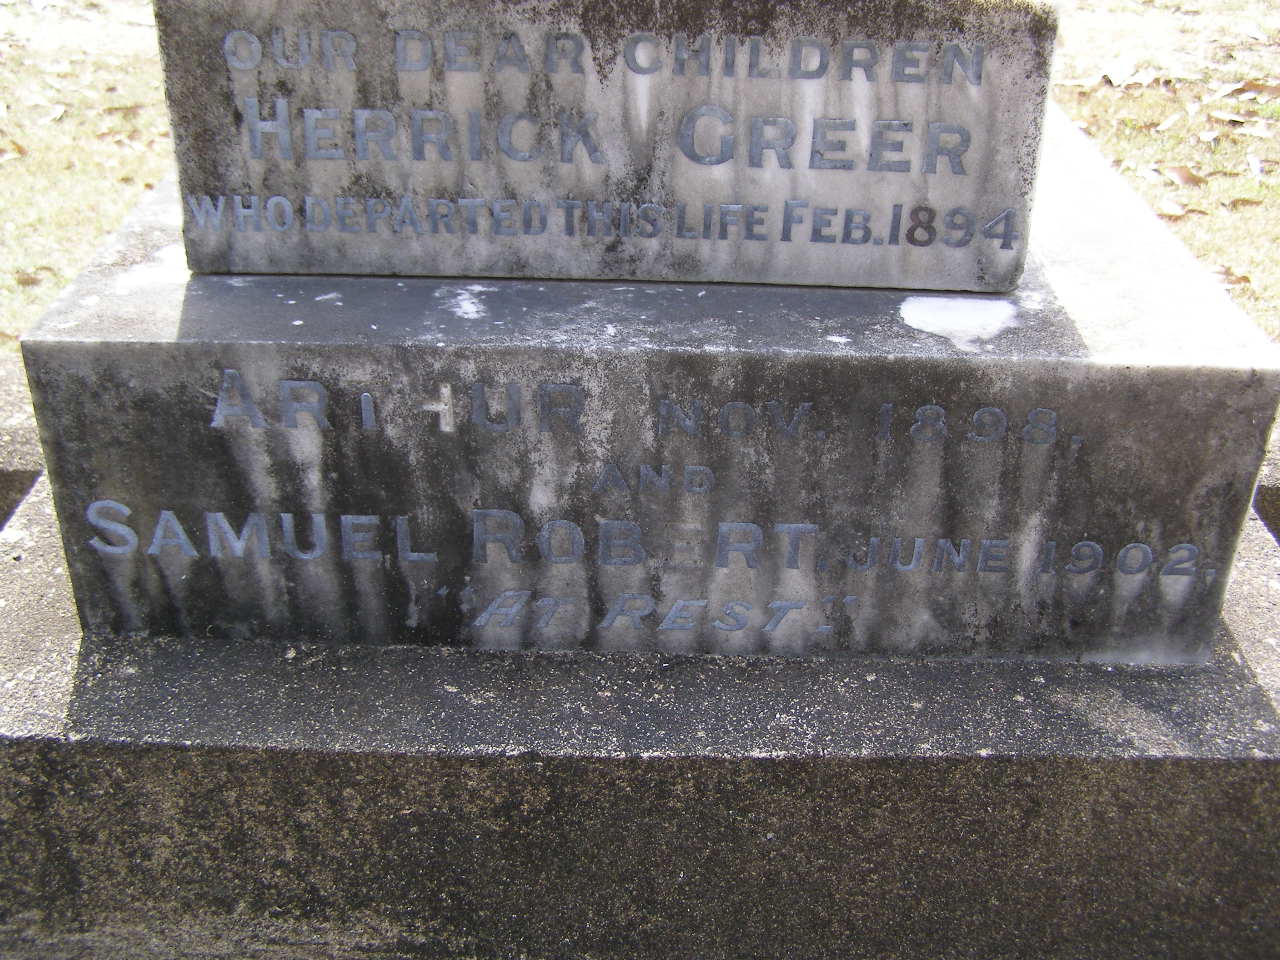 OUR DEAR CHILDREN
HERRICK GREER
WHO DEPARTED THIS LIFE FEB. 1894
ARTHUR NOV. 1898,
AND
SAMUEL ROBERT, JUNE 1902.
"AT REST."